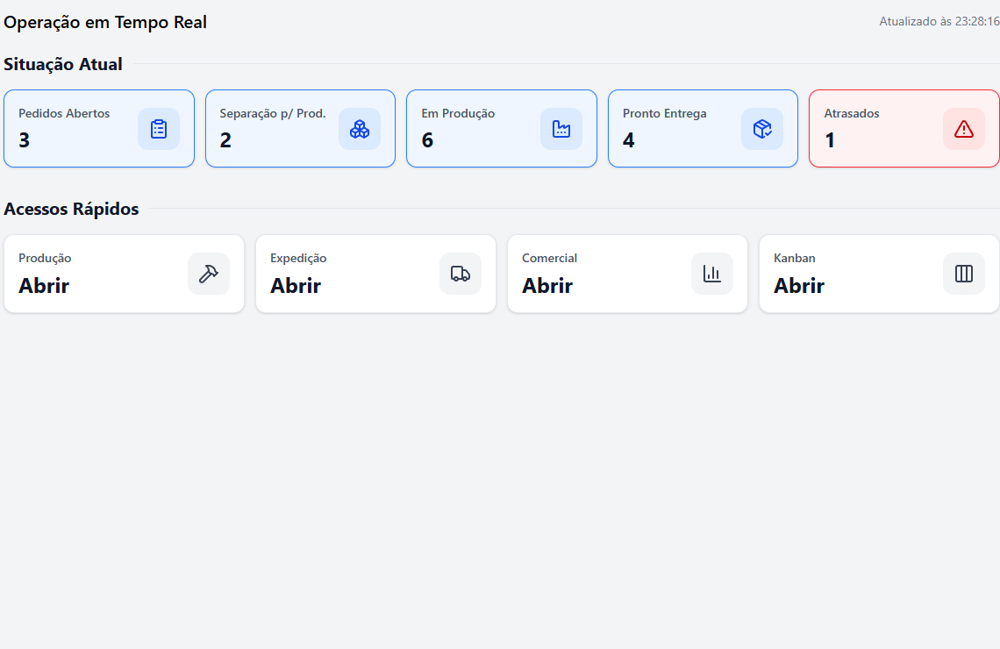 Operação em Tempo Real
Atualizado às 23:28:16
Situação Atual
Pedidos Abertos
3
Separação p/ Prod.
2
Em Produção
6
Pronto Entrega
4
Atrasados
1
Acessos Rápidos
Produção
Abrir
Expedição
Abrir
Comercial
Abrir
Kanban
Abrir